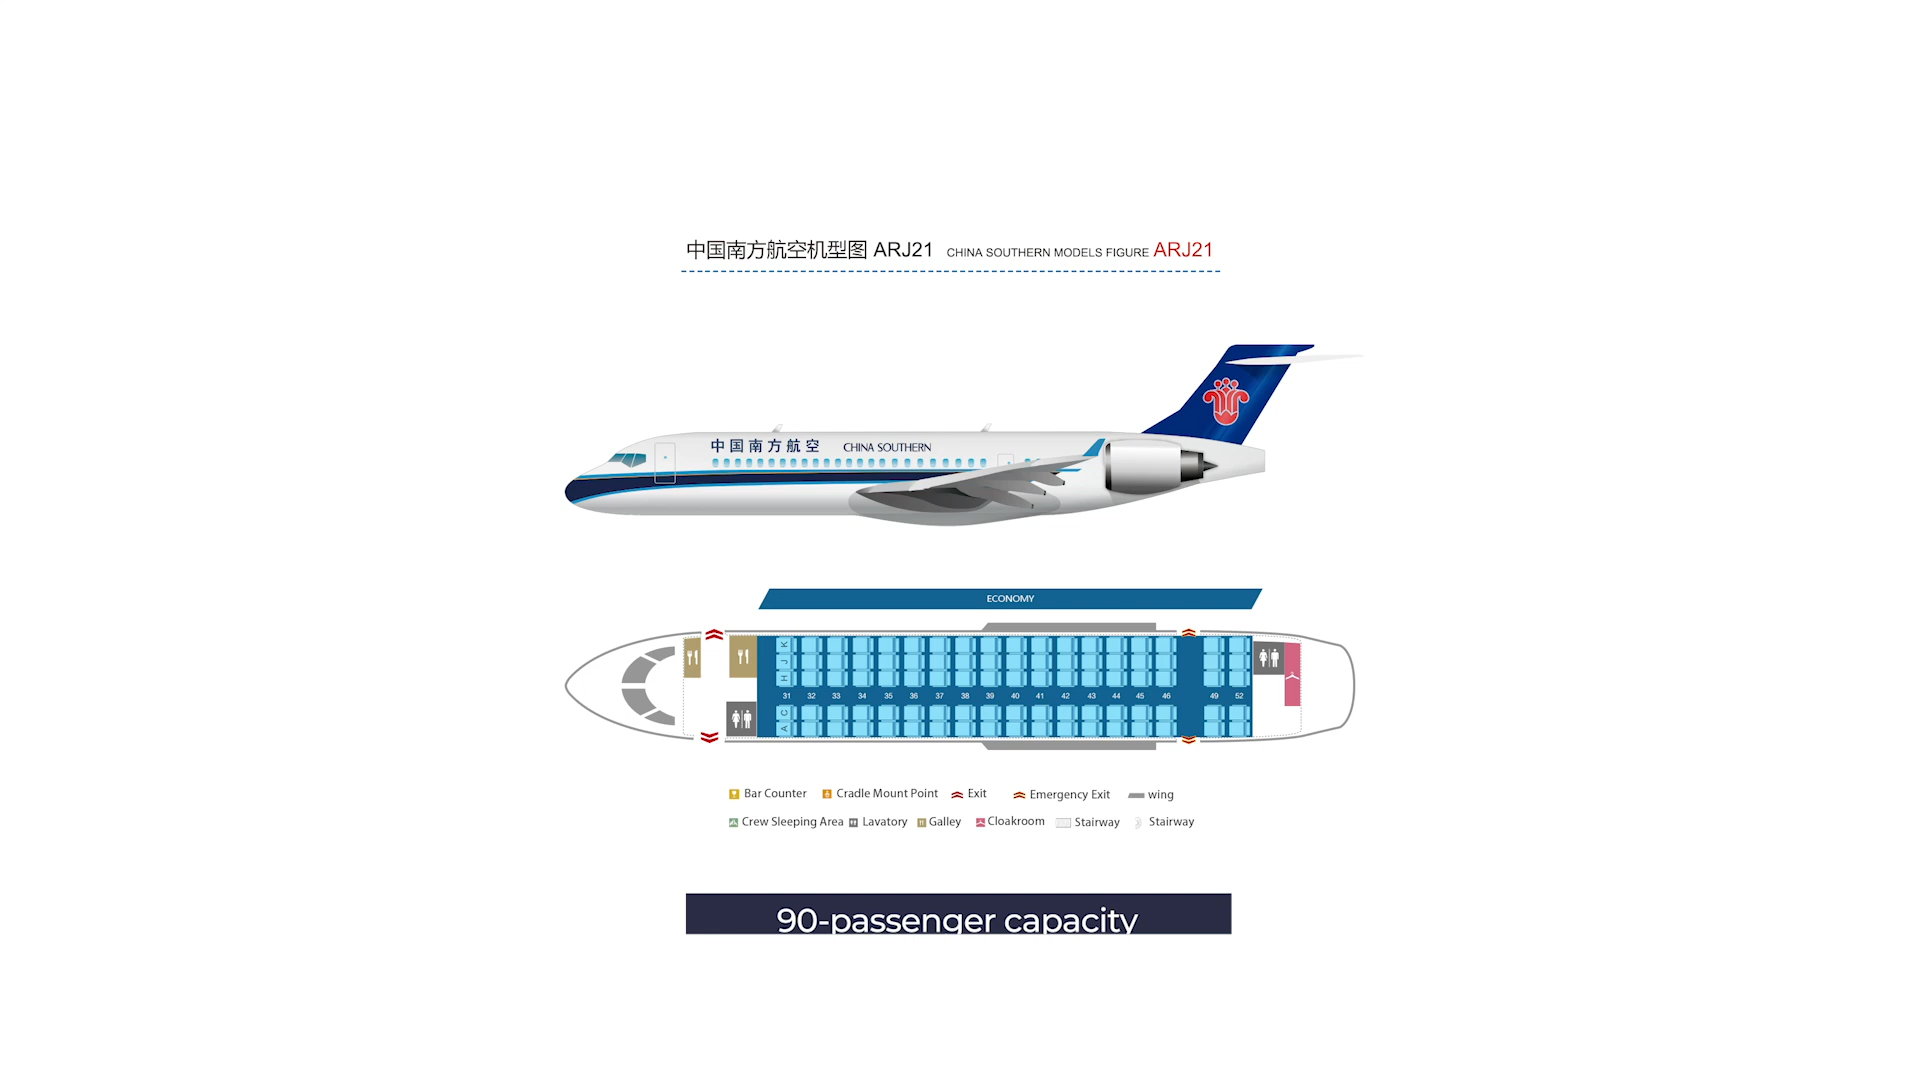 中国南方航空机型图 ARJ21 CHINA SOUTHERN MODELS FIGURE ARJ21
中国南方航空 CHINA SOUTHERN
ECONOMY
K
J
H
31 32 33 34 35 36 37 38 39 40 41 42 43 44 45 46 49 52
C
A
Bar Counter Cradle Mount Point Exit Emergency Exit wing
Crew Sleeping Area Lavatory Galley Cloakroom Stairway Stairway
90-passenger capacity